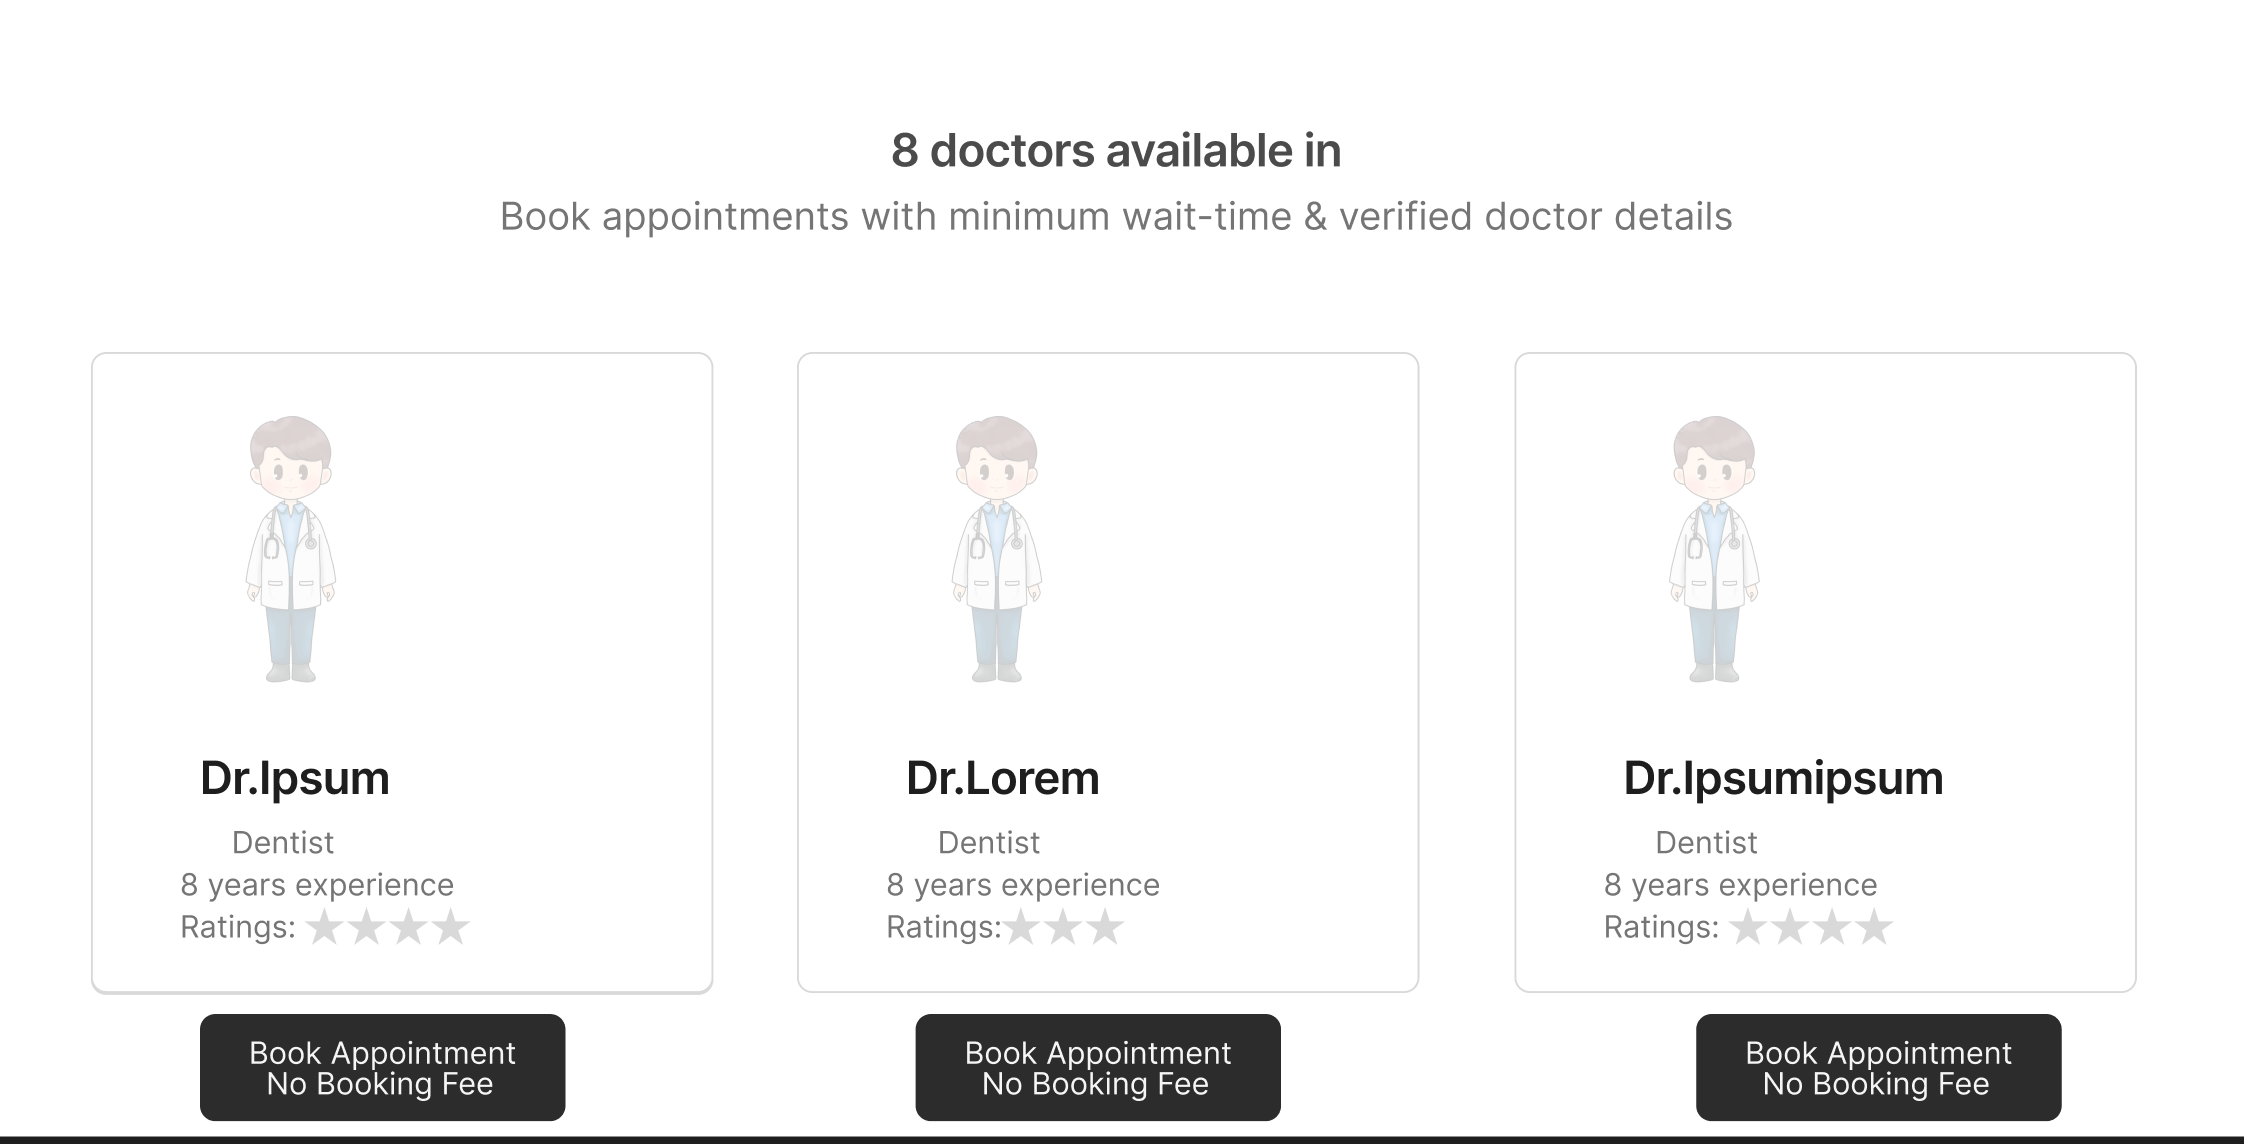 8 doctors available in
Book appointments with minimum wait-time & verified doctor details
Dr.Ipsum
Dentist
8 years experience
Ratings: ★★★★
Book Appointment
No Booking Fee
Dr.Lorem
Dentist
8 years experience
Ratings:★★★
Book Appointment
No Booking Fee
Dr.Ipsumipsum
Dentist
8 years experience
Ratings: ★★★★
Book Appointment
No Booking Fee